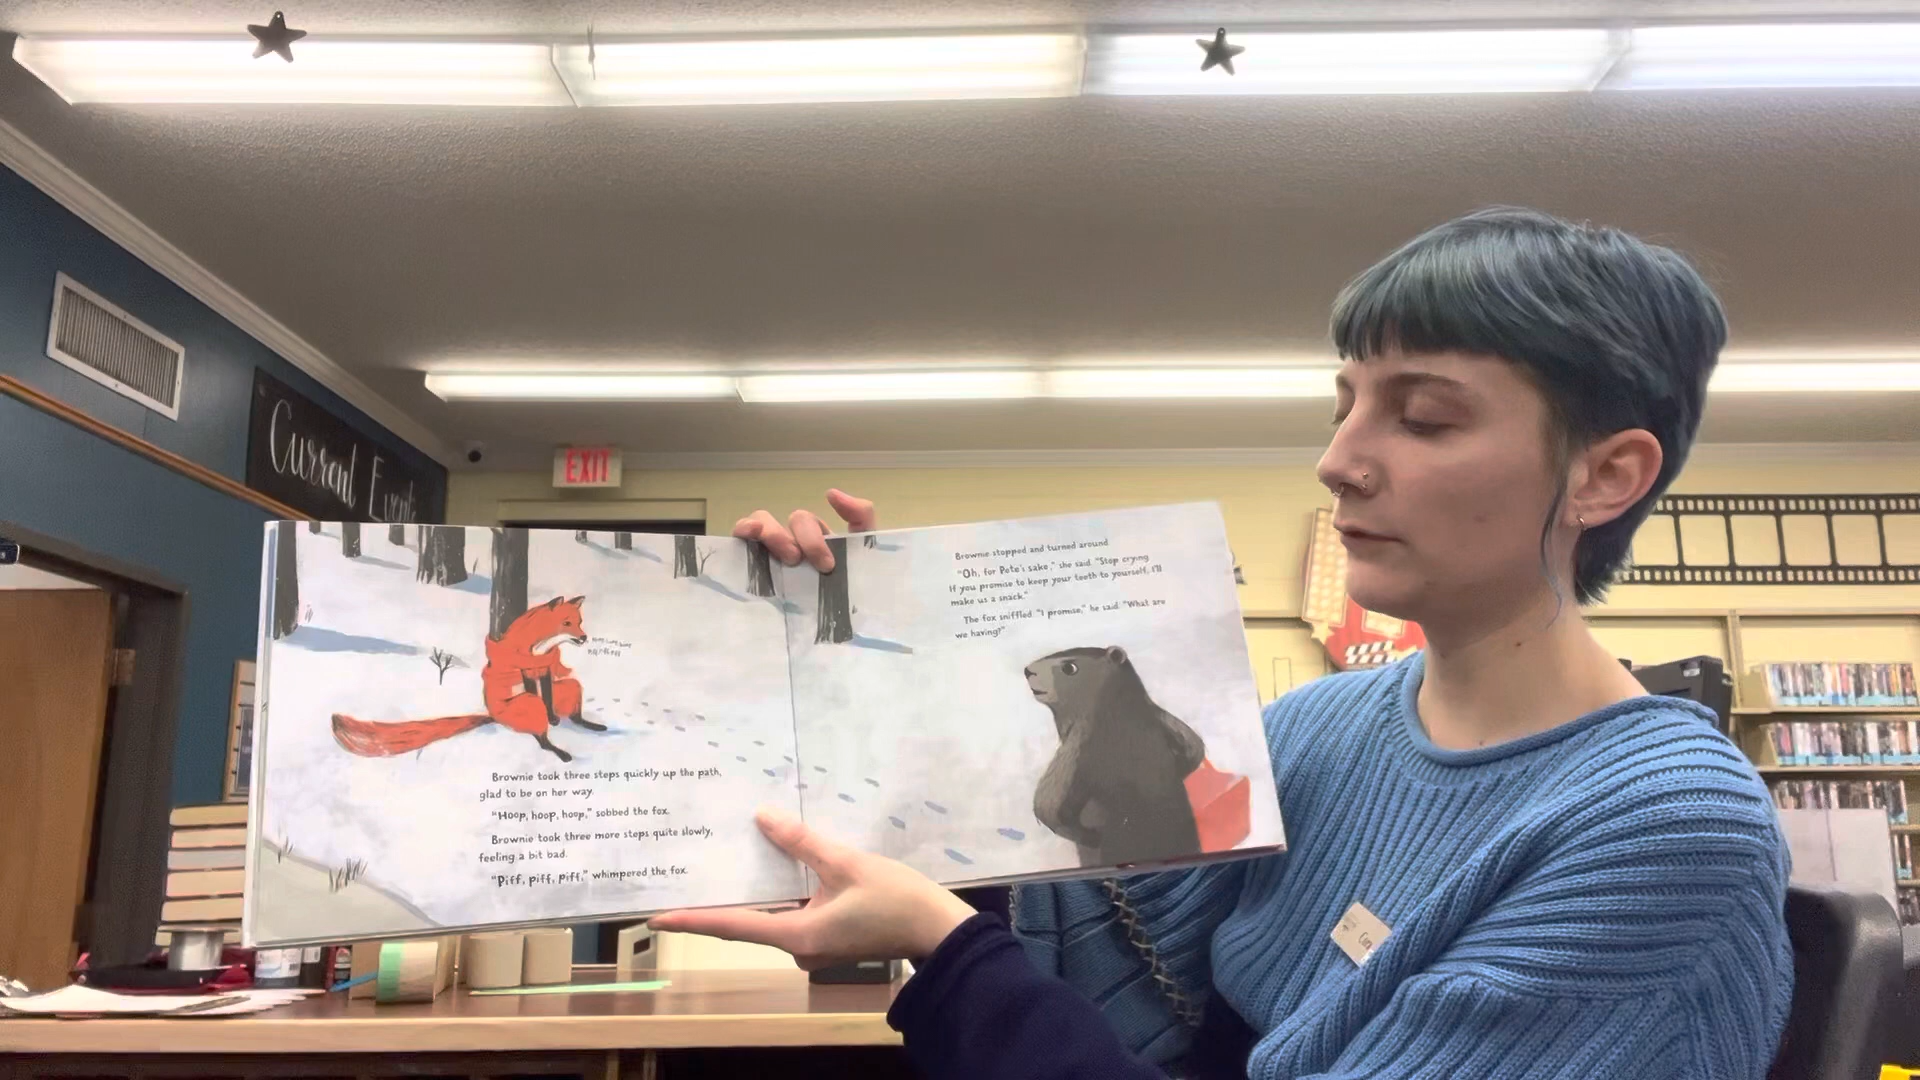 Current Events
EXIT
Brownie took three steps quickly up the path,
glad to be on her way.
"Hoop, hoop, hoop," sobbed the fox.
Brownie took three more steps quite slowly,
feeling a bit bad.
"Piff, piff, piff," whimpered the fox.
Brownie stopped and turned around
"Oh, for Pete's sake," she said. "Stop crying.
If you promise to keep your teeth to yourself, I'll
make us a snack."
The fox sniffled. "I promise," he said. "What are
we having?"